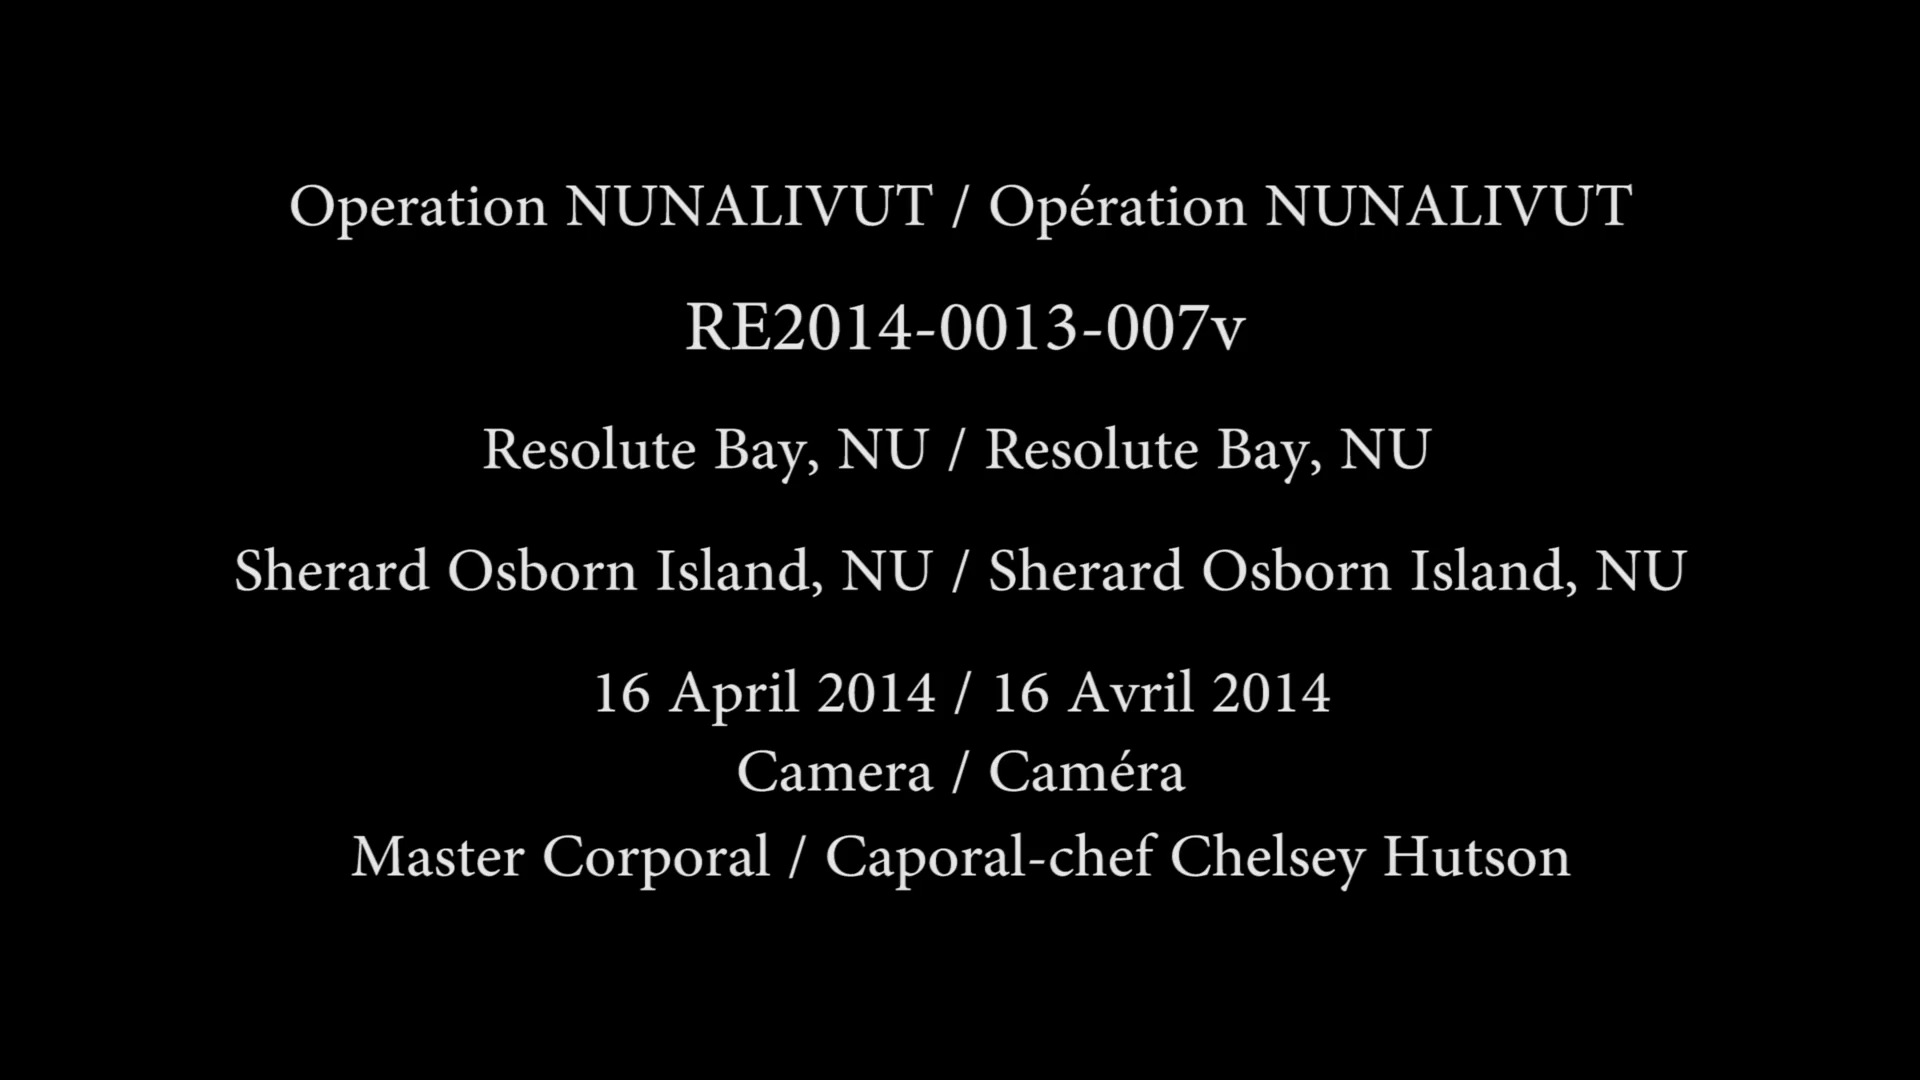 Operation NUNALIVUT / Opération NUNALIVUT
RE2014-0013-007v
Resolute Bay, NU / Resolute Bay, NU
Sherard Osborn Island, NU / Sherard Osborn Island, NU
16 April 2014 / 16 Avril 2014
Camera / Caméra
Master Corporal / Caporal-chef Chelsey Hutson